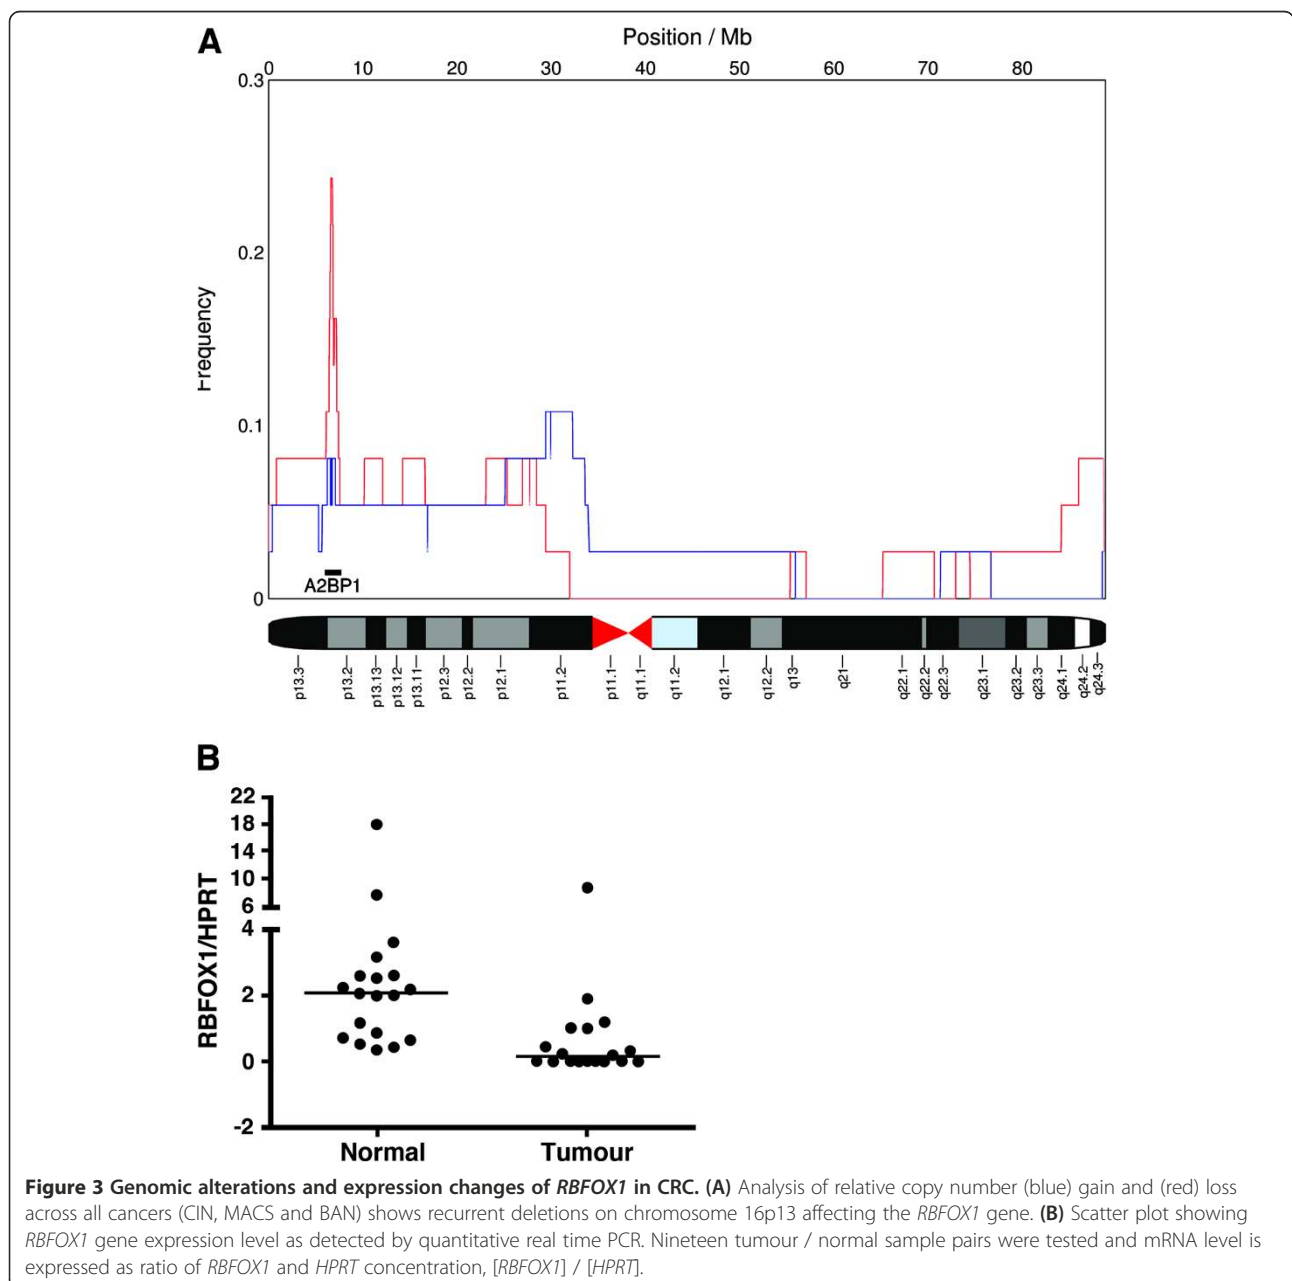 A
Position / Mb
0 10 20 30 40 50 60 70 80
0.3
0.2
0.1
0
Frequency
A2BP1
p13.3 p13.2 p13.13 p13.12 p13.11 p12.3 p12.2 p12.1 p11.2 p11.1 q11.1 q11.2 q12.1 q12.2 q13 q21 q22.1 q22.2 q22.3 q23.1 q23.2 q23.3 q24.1 q24.2 q24.3
B
22
18
14
10
6
4
2
0
-2
RBFOX1/HPRT
Normal Tumour
Figure 3 Genomic alterations and expression changes of RBFOX1 in CRC. (A) Analysis of relative copy number (blue) gain and (red) loss
across all cancers (CIN, MACS and BAN) shows recurrent deletions on chromosome 16p13 affecting the RBFOX1 gene. (B) Scatter plot showing
RBFOX1 gene expression level as detected by quantitative real time PCR. Nineteen tumour / normal sample pairs were tested and mRNA level is
expressed as ratio of RBFOX1 and HPRT concentration, [RBFOX1] / [HPRT].